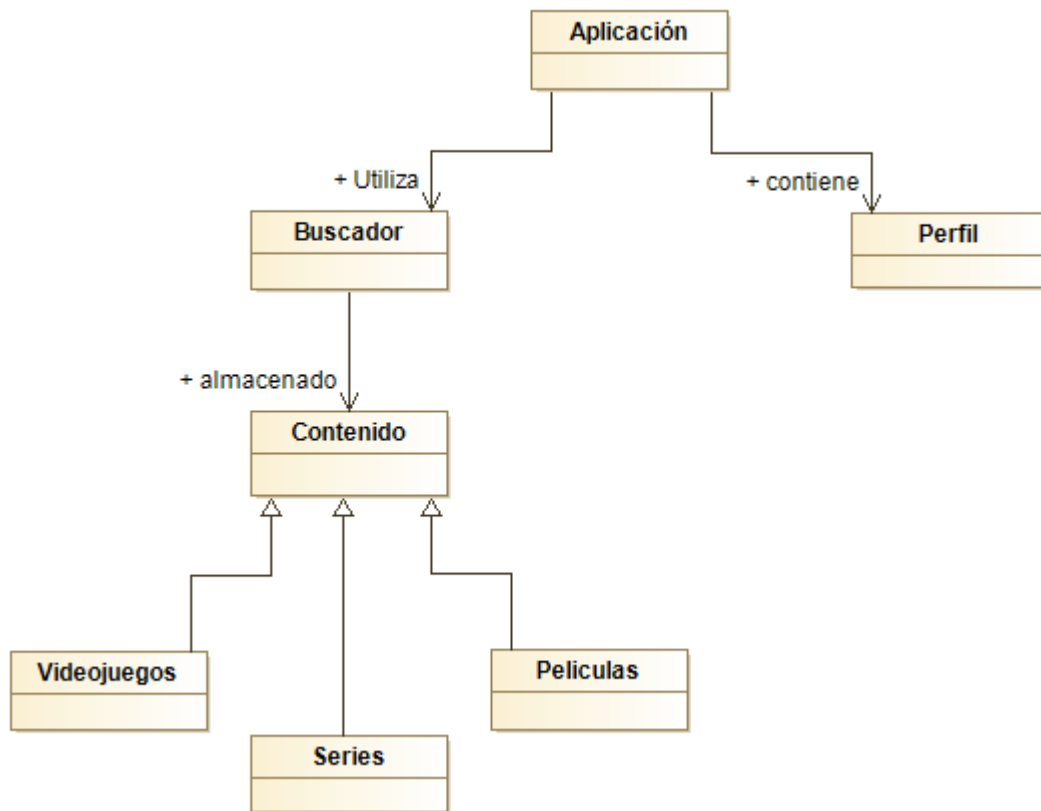 Aplicación
+ Utiliza
+ contiene
Buscador
Perfil
+ almacenado
Contenido
Videojuegos
Peliculas
Series